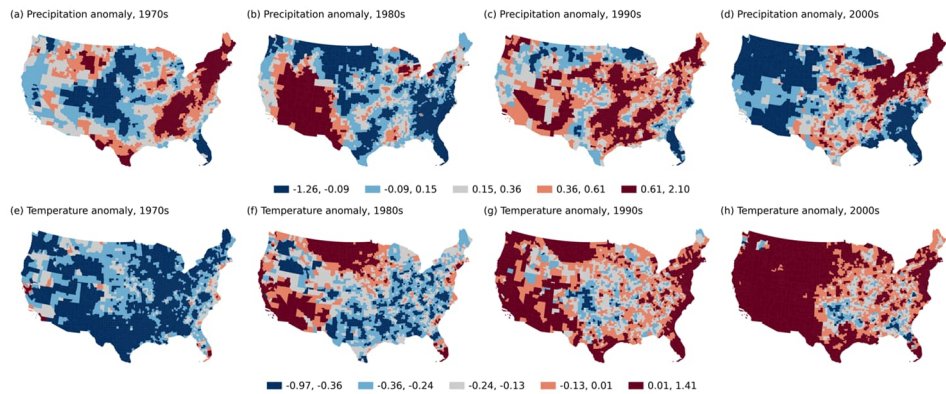 (a) Precipitation anomaly, 1970s
(b) Precipitation anomaly, 1980s
(c) Precipitation anomaly, 1990s
(d) Precipitation anomaly, 2000s
-1.26, -0.09
-0.09, 0.15
0.15, 0.36
0.36, 0.61
0.61, 2.10
(e) Temperature anomaly, 1970s
(f) Temperature anomaly, 1980s
(g) Temperature anomaly, 1990s
(h) Temperature anomaly, 2000s
-0.97, -0.36
-0.36, -0.24
-0.24, -0.13
-0.13, 0.01
0.01, 1.41